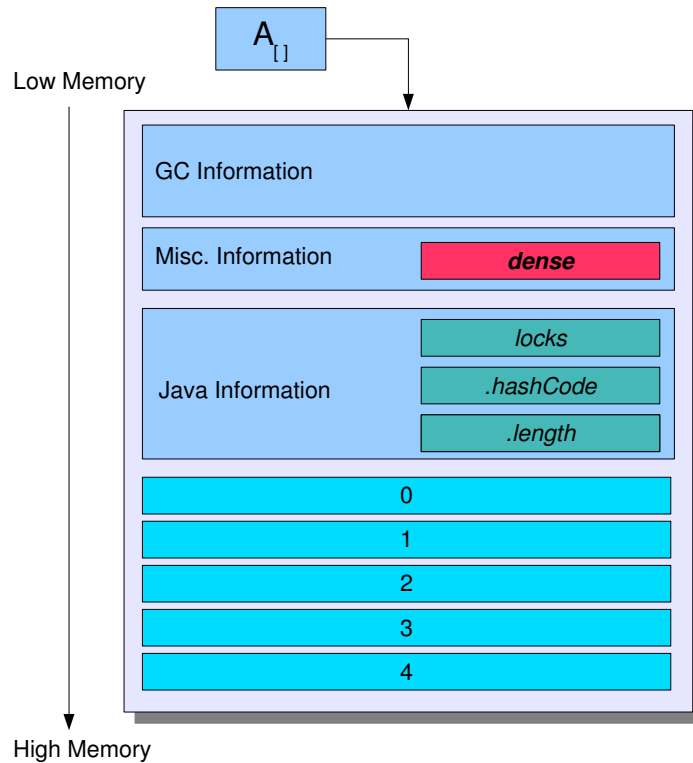 A[]
Low Memory
GC Information
Misc. Information dense
locks
Java Information .hashCode
.length
0
1
2
3
4
High Memory